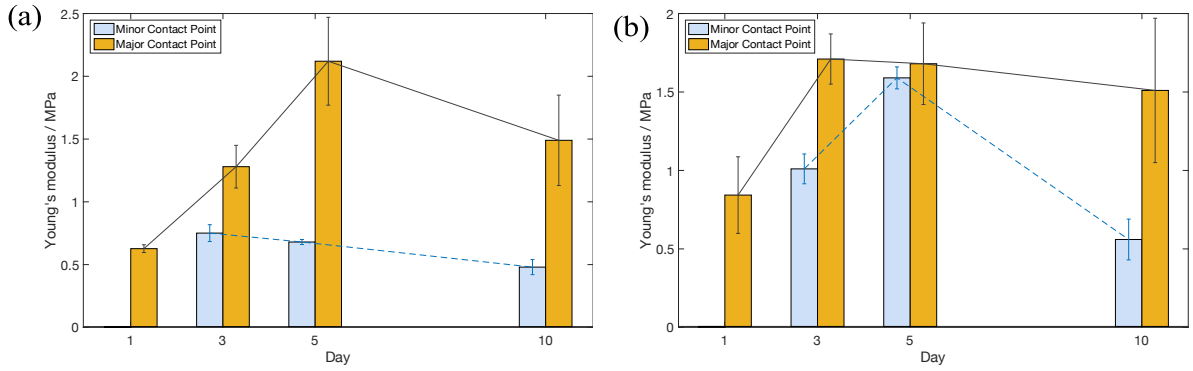 (a)
2.5
2
1.5
1
0.5
0
Young's modulus / MPa
Minor Contact Point
Major Contact Point
1
3
5
10
Day
(b)
2
1.5
1
0.5
0
Young's modulus / MPa
Minor Contact Point
Major Contact Point
1
3
5
10
Day